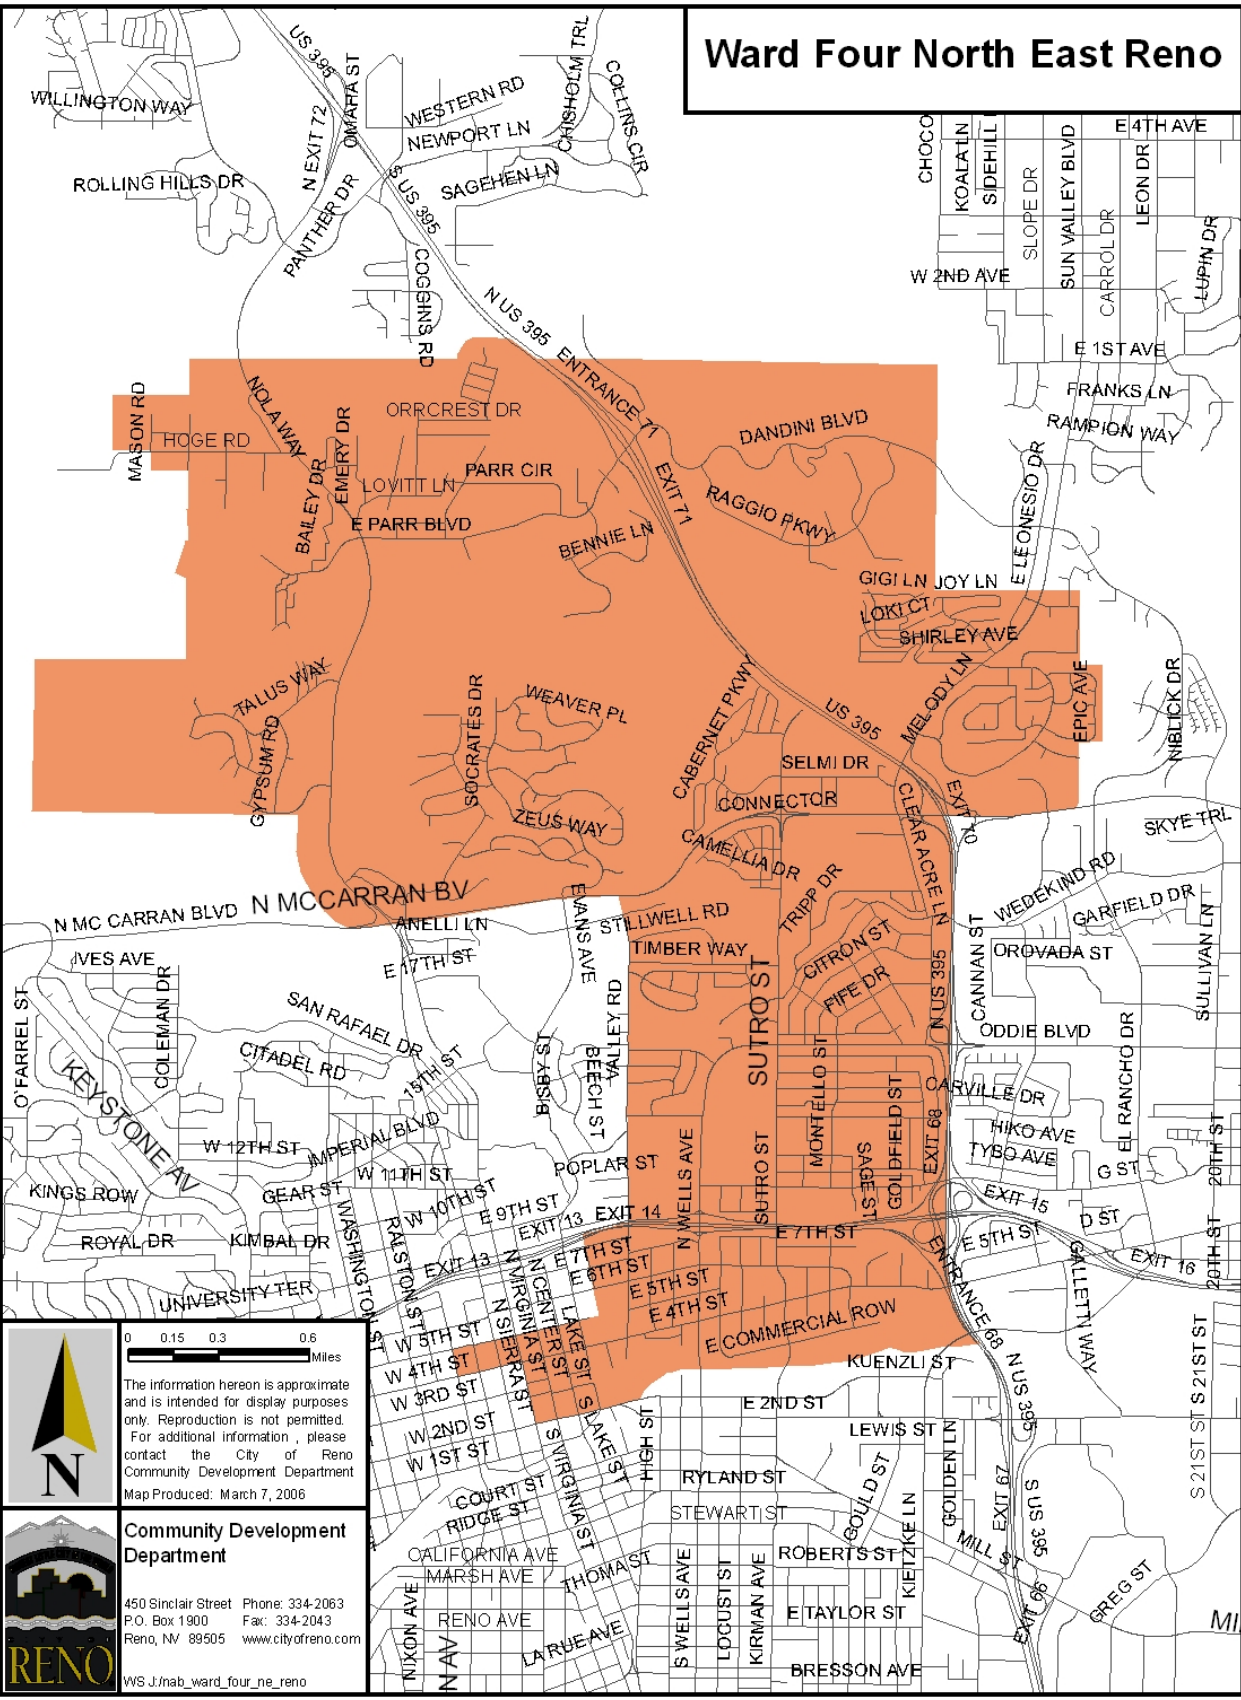 Ward Four North East Reno
US 395
CHISHOLM TRL
COLLINS CIR
WILLINGTON WAY
OMAHA ST
WESTERN RD
NEWPORT LN
N EXIT 72
SAGEHEN LN
ROLLING HILLS DR
PANTHER DR
S US 395
COGGINS RD
CHOCO
KOALA LN
SIDEHILL
E 4TH AVE
SLOPE DR
SUN VALLEY BLVD
LEON DR
CARROL DR
LUPIN DR
W 2ND AVE
N US 395
ENTRANCE 71
E 1ST AVE
FRANKS LN
RAMPION WAY
MASON RD
HOGE RD
NOLA WAY
EMERY DR
BAILEY DR
ORRCREST DR
LOVITT LN
PARR CIR
E PARR BLVD
BENNIE LN
EXIT 71
DANDINI BLVD
RAGGIO PKWY
E LEONESIO DR
GIGI LN
JOY LN
LOKI CT
SHIRLEY AVE
MELODY LN
EPIC AVE
NIBLICK DR
TALUS WAY
GYPSUM RD
SOCRATES DR
WEAVER PL
CABERNET PKWY
US 395
ZEUS WAY
SELMI DR
CONNECTOR
CAMELLIA DR
CLEAR ACRE LN
EXIT 70
SKYE TRL
N MC CARRAN BLVD
N MCCARRAN BV
ANELLI LN
EVANS AVE
STILLWELL RD
TIMBER WAY
TRIPP DR
CITRON ST
FIFE DR
WEDEKIND RD
GARFIELD DR
CANNAN ST
OROVADA ST
SULLIVAN LN
IVES AVE
E 17TH ST
COLEMAN DR
SAN RAFAEL DR
O'FARREL ST
KEYSTONE AV
CITADEL RD
15TH ST
BISBY ST
BEECH ST
VALLEY RD
SUTRO ST
N US 395
ODDIE BLVD
EL RANCHO DR
MONTELLO ST
GOLDFIELD ST
CARVILLE DR
HIKO AVE
TYBO AVE
G ST
20TH ST
W 12TH ST
IMPERIAL BLVD
W 11TH ST
POPLAR ST
N WELLS AVE
SUTRO ST
SAGE ST
EXIT 68
KINGS ROW
GEAR ST
W 10TH ST
E 9TH ST
EXIT 13
EXIT 14
E 7TH ST
EXIT 15
D ST
ROYAL DR
KIMBAL DR
WASHINGTON ST
RALSTON ST
EXIT 13
E 7TH ST
E 6TH ST
E 5TH ST
E 4TH ST
E 5TH ST
GALLETTI WAY
EXIT 16
20TH ST
UNIVERSITY TER
N VIRGINIA ST
N CENTER ST
LAKE ST
N SIERRA ST
E COMMERCIAL ROW
ENTRANCE 68
W 5TH ST
W 4TH ST
W 3RD ST
W 2ND ST
W 1ST ST
KUENZLI ST
E 2ND ST
LEWIS ST
N US 395
S 21ST ST
S 21ST ST
S VIRGINIA ST
S LAKE ST
HIGH ST
RYLAND ST
STEWART ST
GOULD ST
GOLDEN LN
EXIT 67
S US 395
COURT ST
RIDGE ST
CALIFORNIA AVE
MARSH AVE
THOMA ST
ROBERTS ST
KIETZKE LN
MILL ST
GREG ST
NIXON AVE
N AV
RENO AVE
LA RUE AVE
S WELLS AVE
LOCUST ST
KIRMAN AVE
E TAYLOR ST
BRESSON AVE
EXIT 66
MI
N
0 0.15 0.3 0.6
Miles
The information hereon is approximate
and is intended for display purposes
only. Reproduction is not permitted.
For additional information , please
contact the City of Reno
Community Development Department
Map Produced: March 7, 2006
Community Development
Department
450 Sinclair Street Phone: 334-2063
P.O. Box 1900 Fax: 334-2043
Reno, NV 89505 www.cityofreno.com
WS J:/nab_ward_four_ne_reno
RENO